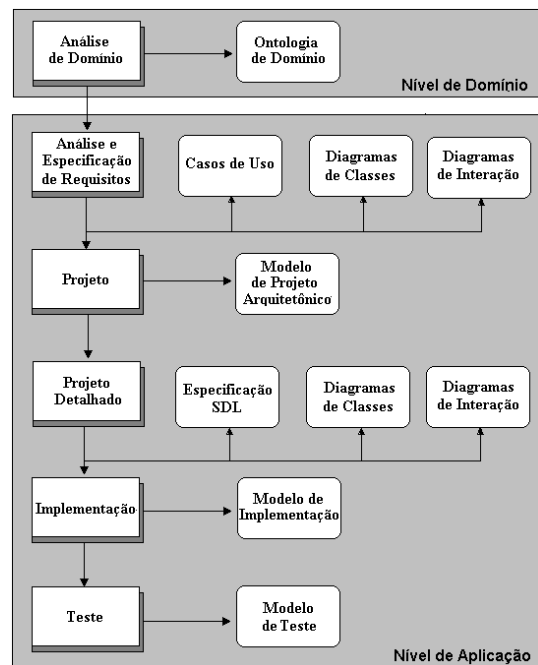 Análise
de Domínio
Ontologia
de Domínio
Nível de Domínio
Análise e
Especificação
de Requisitos
Casos de Uso
Diagramas
de Classes
Diagramas
de Interação
Projeto
Modelo
de Projeto
Arquitetônico
Projeto
Detalhado
Especificação
SDL
Diagramas
de Classes
Diagramas
de Interação
Implementação
Modelo de
Implementação
Teste
Modelo
de Teste
Nível de Aplicação